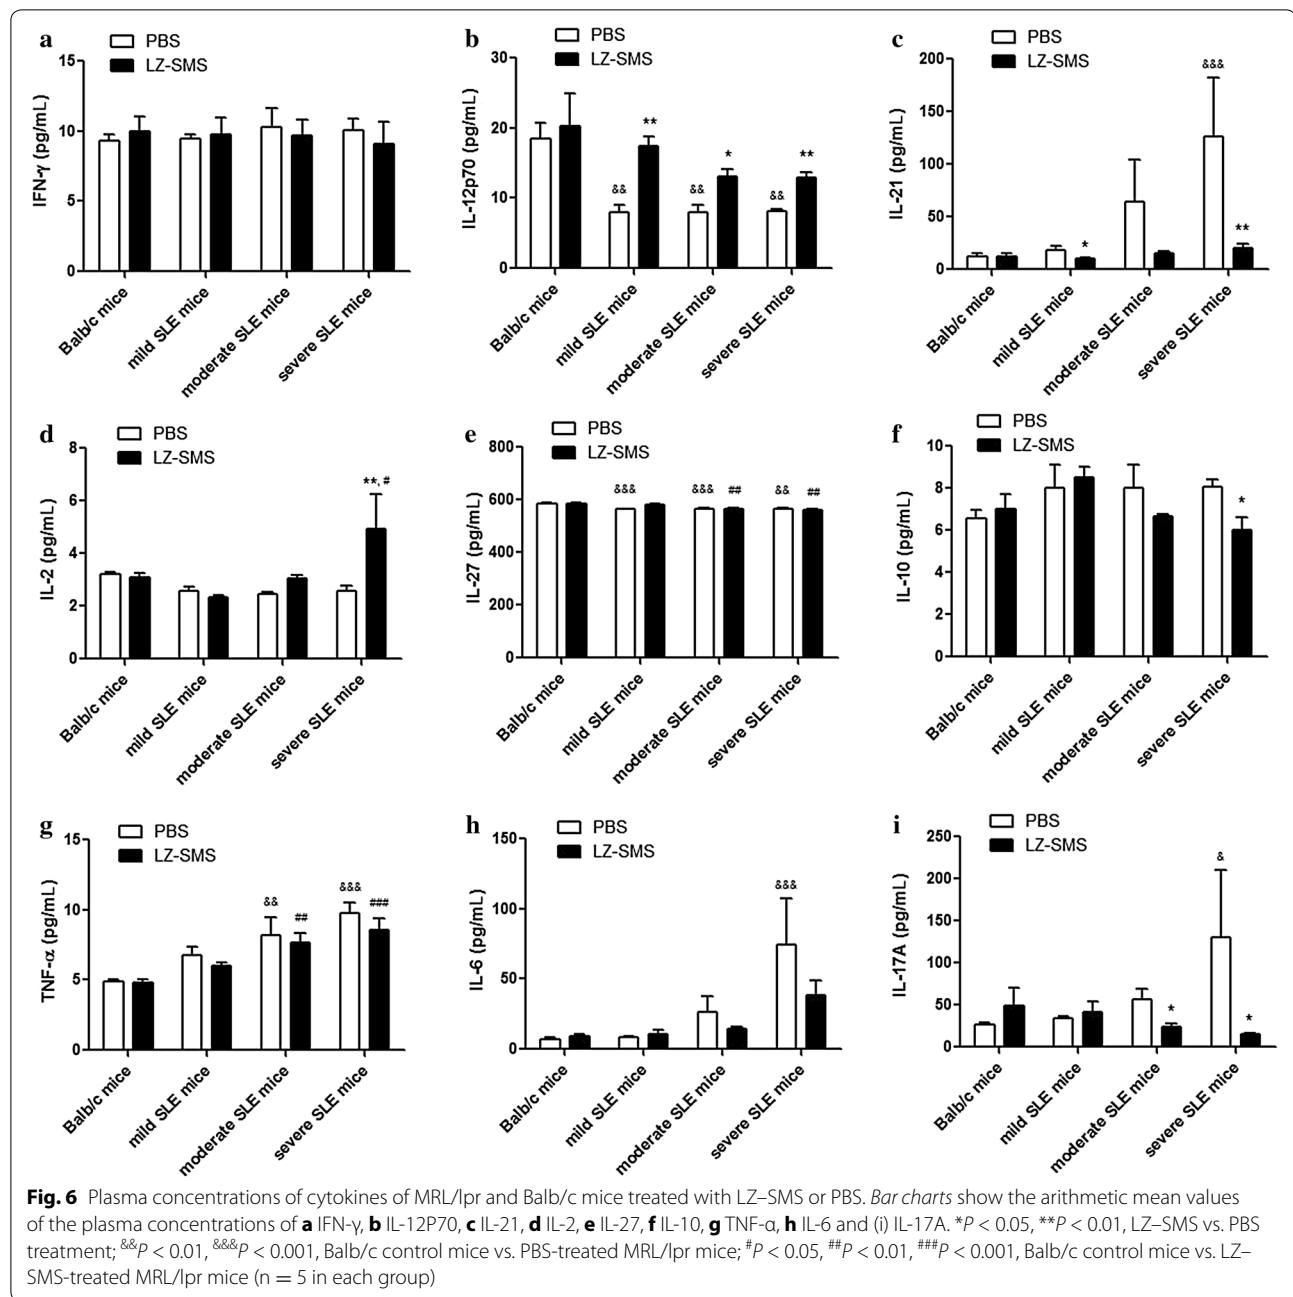 a
PBS
LZ-SMS
IFN-γ (pg/mL)
15
10
5
0
Balb/c mice
mild SLE mice
moderate SLE mice
severe SLE mice
b
PBS
LZ-SMS
IL-12p70 (pg/mL)
30
20
10
0
&&
**
&&
*
&&
**
Balb/c mice
mild SLE mice
moderate SLE mice
severe SLE mice
c
PBS
LZ-SMS
IL-21 (pg/mL)
200
150
100
50
0
*
&&&
**
Balb/c mice
mild SLE mice
moderate SLE mice
severe SLE mice
d
PBS
LZ-SMS
IL-2 (pg/mL)
8
6
4
2
0
**, #
Balb/c mice
mild SLE mice
moderate SLE mice
severe SLE mice
e
PBS
LZ-SMS
IL-27 (pg/mL)
800
600
400
200
0
&&&
&&&
##
&&
##
Balb/c mice
mild SLE mice
moderate SLE mice
severe SLE mice
f
PBS
LZ-SMS
IL-10 (pg/mL)
10
8
6
4
2
0
*
Balb/c mice
mild SLE mice
moderate SLE mice
severe SLE mice
g
PBS
LZ-SMS
TNF-α (pg/mL)
15
10
5
0
&&
##
&&&
###
Balb/c mice
mild SLE mice
moderate SLE mice
severe SLE mice
h
PBS
LZ-SMS
IL-6 (pg/mL)
150
100
50
0
&&&
Balb/c mice
mild SLE mice
moderate SLE mice
severe SLE mice
i
PBS
LZ-SMS
IL-17A (pg/mL)
250
200
150
100
50
0
*
&
*
Balb/c mice
mild SLE mice
moderate SLE mice
severe SLE mice
Fig. 6 Plasma concentrations of cytokines of MRL/lpr and Balb/c mice treated with LZ–SMS or PBS. Bar charts show the arithmetic mean values
of the plasma concentrations of a IFN-γ, b IL-12P70, c IL-21, d IL-2, e IL-27, f IL-10, g TNF-α, h IL-6 and (i) IL-17A. *P < 0.05, **P < 0.01, LZ–SMS vs. PBS
treatment; &&P < 0.01, &&&P < 0.001, Balb/c control mice vs. PBS-treated MRL/lpr mice; #P < 0.05, ##P < 0.01, ###P < 0.001, Balb/c control mice vs. LZ–
SMS-treated MRL/lpr mice (n = 5 in each group)